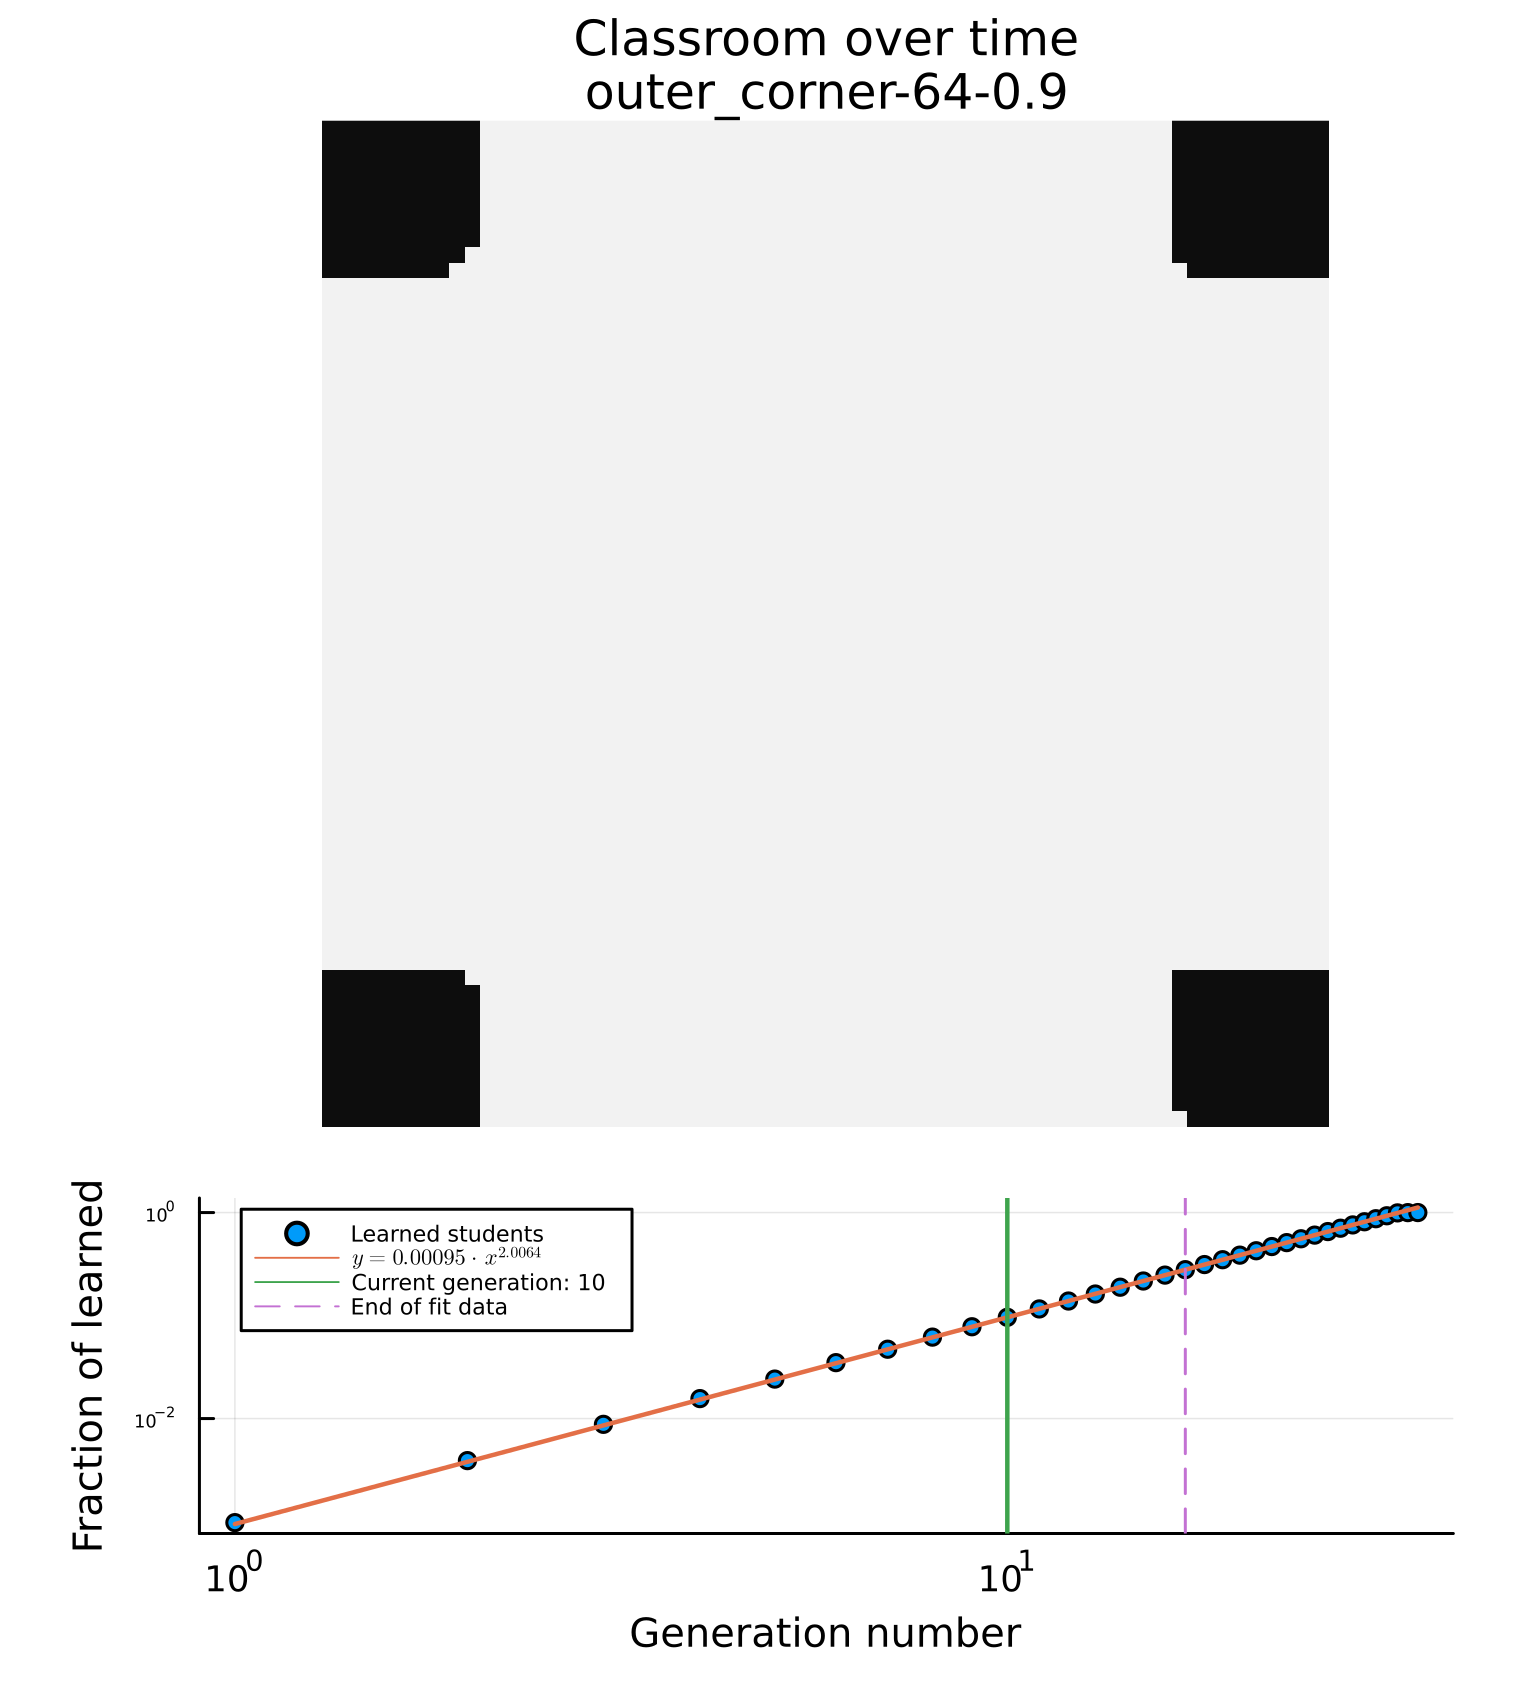 Classroom over time
outer_corner-64-0.9
Fraction of learned
10^0
10^−2
Learned students
y = 0.00095 · x^2.0064
Current generation: 10
End of fit data
10^0
10^1
Generation number